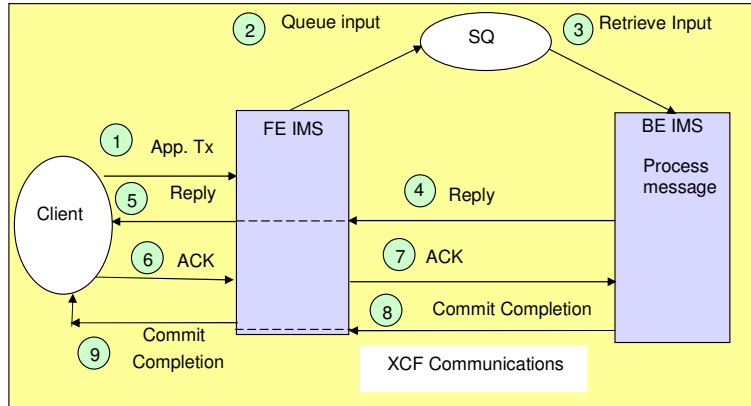 2 Queue input
SQ
3 Retrieve Input
FE IMS
BE IMS
1 App. Tx
Process
message
5 Reply
4 Reply
Client
6 ACK
7 ACK
8 Commit Completion
9 Commit
Completion
XCF Communications